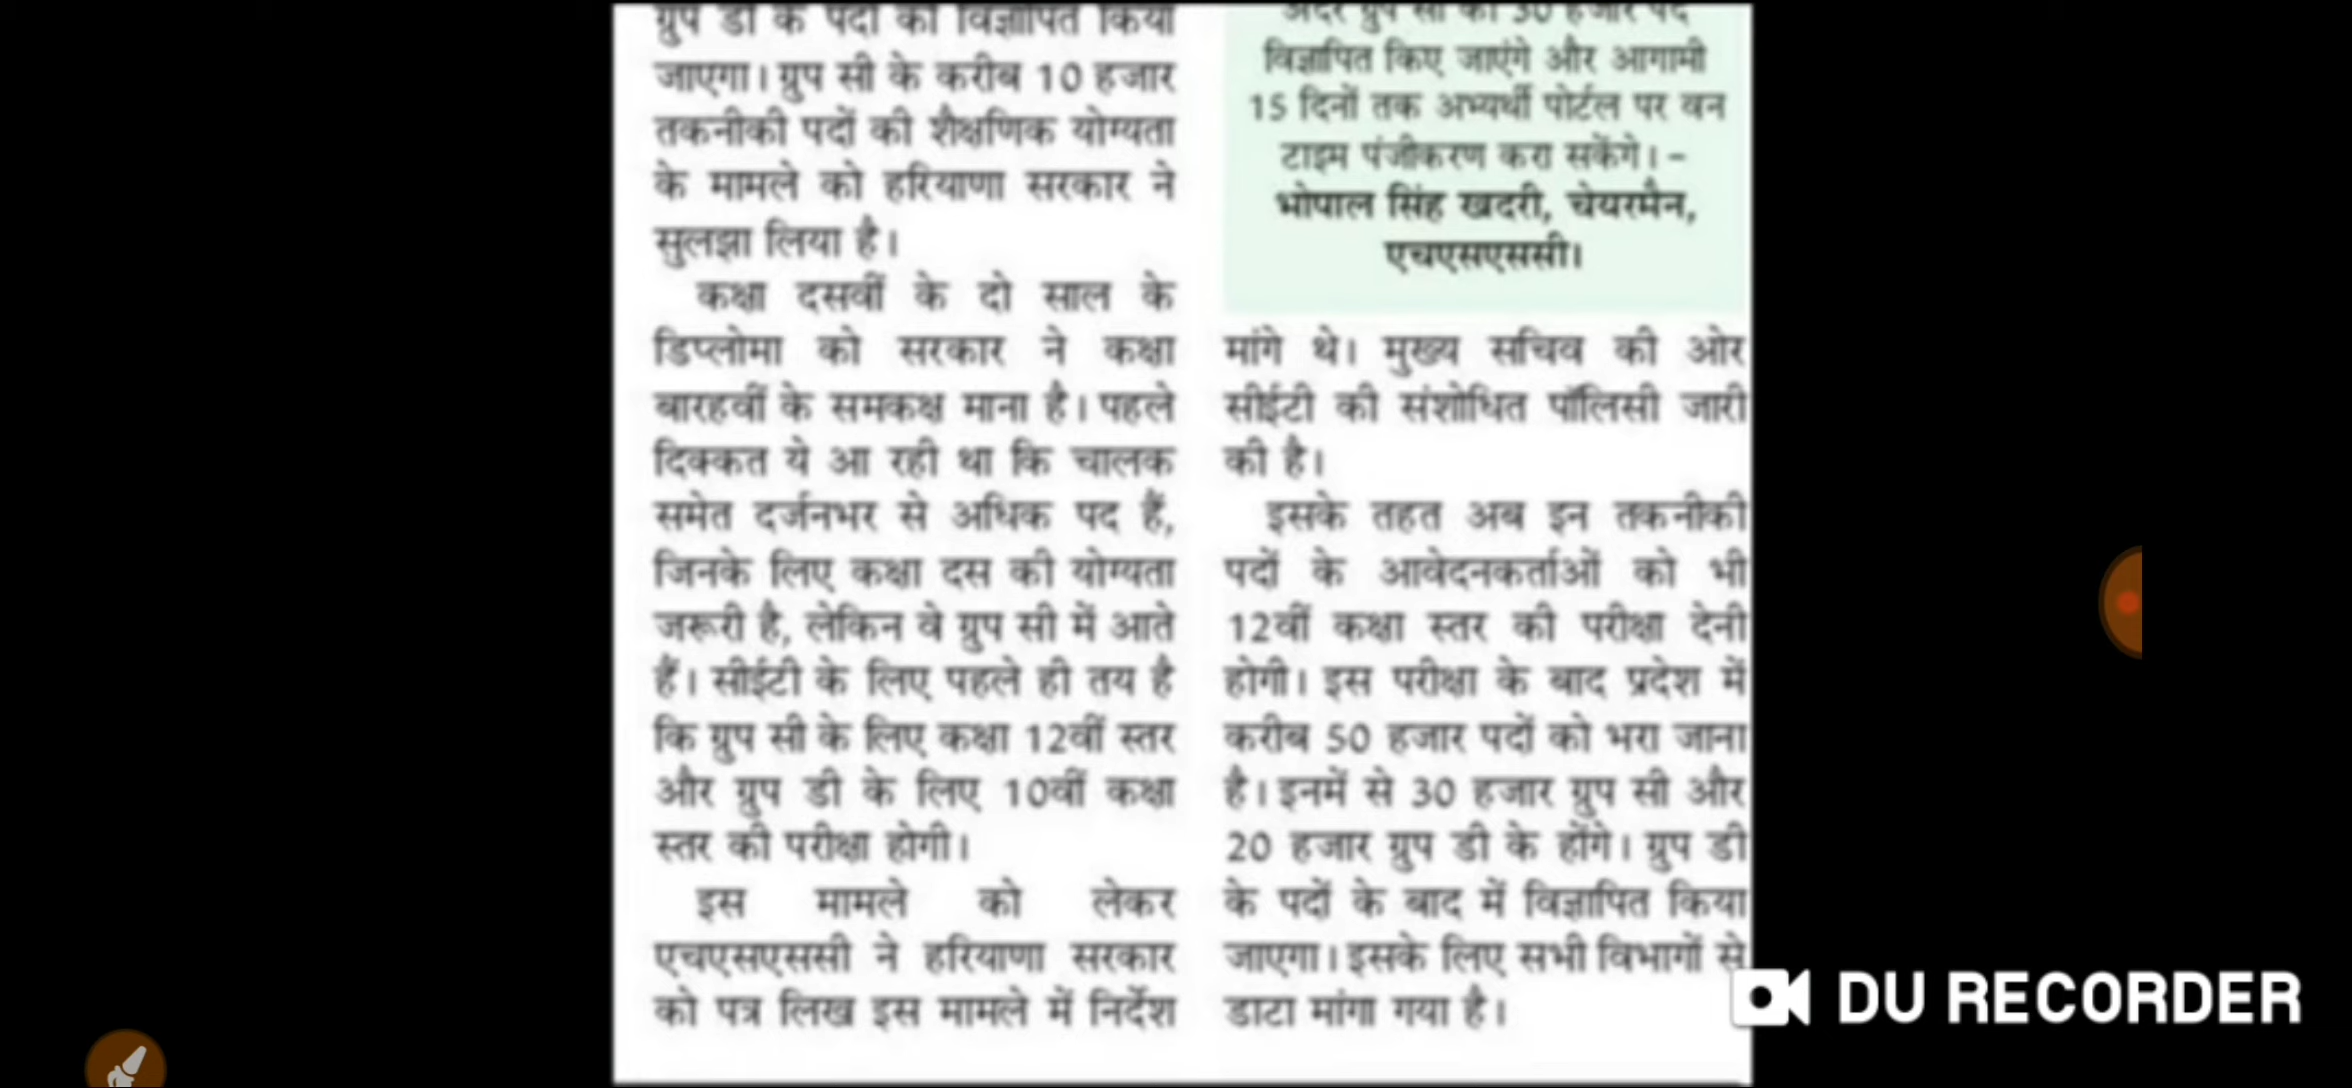 ग्रुप डी के पदों को विज्ञापित किया
जाएगा। ग्रुप सी के करीब 10 हजार
तकनीकी पदों की शैक्षणिक योग्यता
के मामले को हरियाणा सरकार ने
सुलझा लिया है।
कक्षा दसवीं के दो साल के
डिप्लोमा को सरकार ने कक्षा
बारहवीं के समकक्ष माना है। पहले
दिक्कत ये आ रही था कि चालक
समेत दर्जनभर से अधिक पद हैं,
जिनके लिए कक्षा दस की योग्यता
जरूरी है, लेकिन वे ग्रुप सी में आते
हैं। सीईटी के लिए पहले ही तय है
कि ग्रुप सी के लिए कक्षा 12वीं स्तर
और ग्रुप डी के लिए 10वीं कक्षा
स्तर की परीक्षा होगी।
इस मामले को लेकर
एचएसएससी ने हरियाणा सरकार
को पत्र लिख इस मामले में निर्देश
अंदर ग्रुप सी की 30 हजार पद
विज्ञापित किए जाएंगे और आगामी
15 दिनों तक अभ्यर्थी पोर्टल पर वन
टाइम पंजीकरण करा सकेंगे। –
भोपाल सिंह खदरी, चेयरमैन,
एचएसएससी।
मांगे थे। मुख्य सचिव की ओर
सीईटी की संशोधित पॉलिसी जारी
की है।
इसके तहत अब इन तकनीकी
पदों के आवेदनकर्ताओं को भी
12वीं कक्षा स्तर की परीक्षा देनी
होगी। इस परीक्षा के बाद प्रदेश में
करीब 50 हजार पदों को भरा जाना
है। इनमें से 30 हजार ग्रुप सी और
20 हजार ग्रुप डी के होंगे। ग्रुप डी
के पदों के बाद में विज्ञापित किया
जाएगा। इसके लिए सभी विभागों से
डाटा मांगा गया है।
DU RECORDER